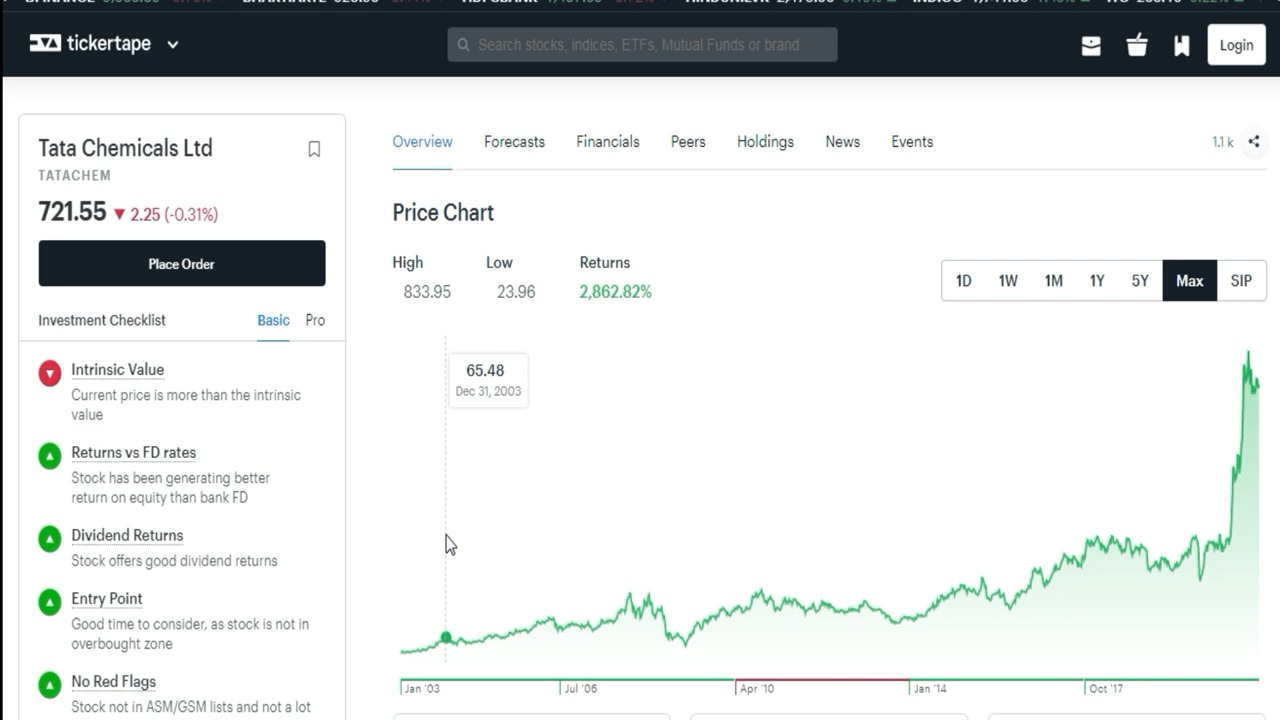 tickertape
Search stocks, indices, ETFs, Mutual Funds or brand
Login
Tata Chemicals Ltd
TATACHEM
721.55 ▼ 2.25 (-0.31%)
Place Order
Investment Checklist Basic Pro
Intrinsic Value
Current price is more than the intrinsic
value
Returns vs FD rates
Stock has been generating better
return on equity than bank FD
Dividend Returns
Stock offers good dividend returns
Entry Point
Good time to consider, as stock is not in
overbought zone
No Red Flags
Stock not in ASM/GSM lists and not a lot
Overview Forecasts Financials Peers Holdings News Events 1.1 k
Price Chart
High Low Returns
833.95 23.96 2,862.82%
1D 1W 1M 1Y 5Y Max SIP
65.48
Dec 31, 2003
Jan '03 Jul '06 Apr '10 Jan '14 Oct '17